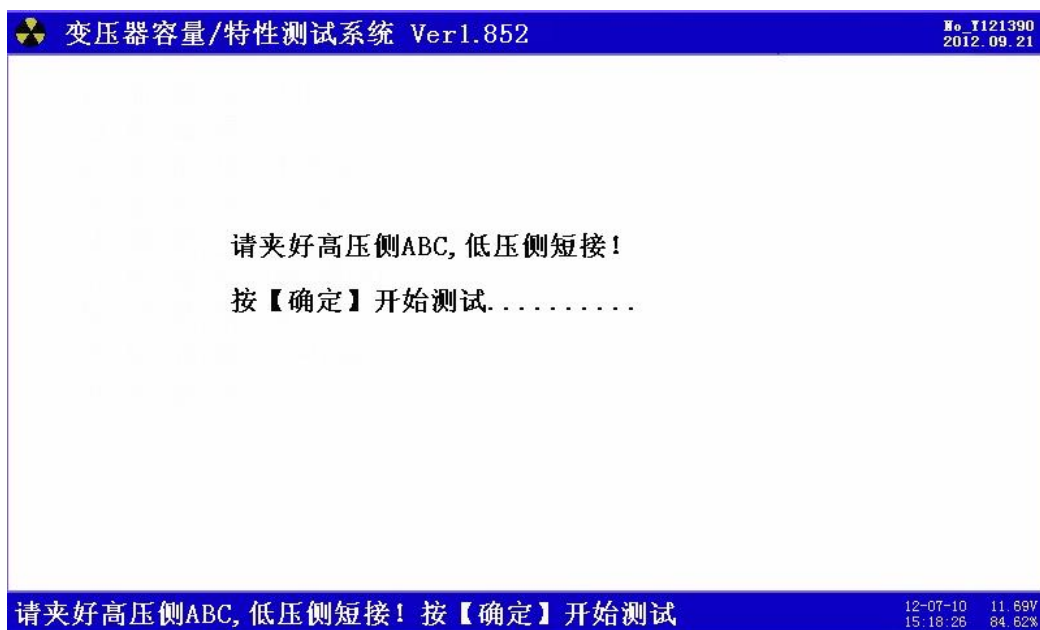 变压器容量/特性测试系统 Ver1.852
No_Y121390
2012.09.21
请夹好高压侧ABC,低压侧短接!
按【确定】开始测试..........
请夹好高压侧ABC,低压侧短接!按【确定】开始测试
12-07-10 11.69V
15:18:26 84.62%